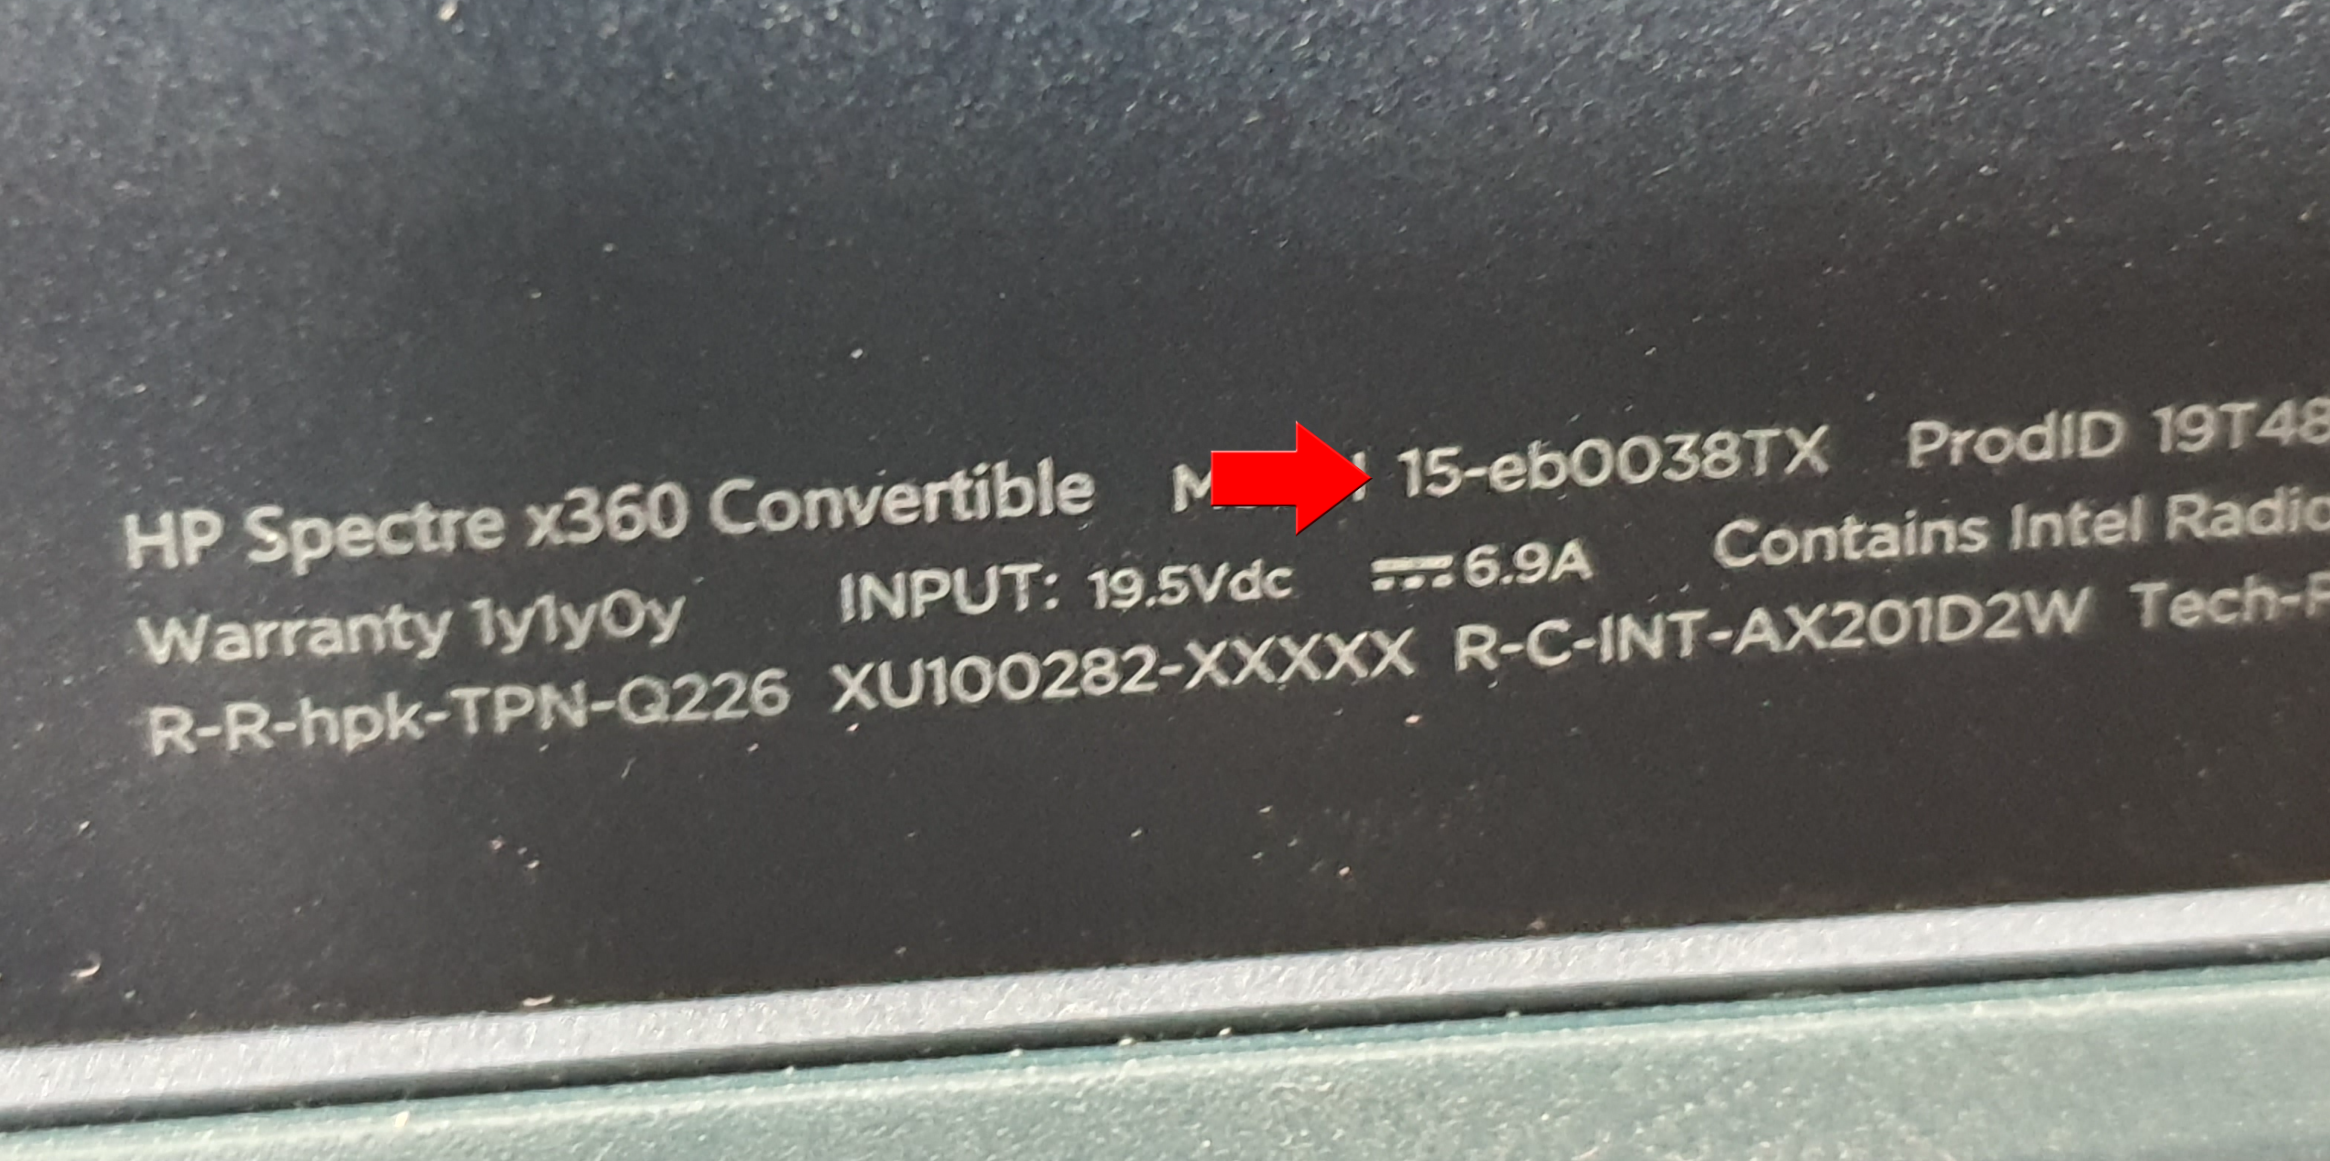 HP Spectre x360 Convertible 15-eb0038TX ProdID 19T48
Warranty 1y1y0y INPUT: 19.5Vdc ⎓6.9A Contains Intel Radio
R-R-hpk-TPN-Q226 XU100282-XXXXX R-C-INT-AX201D2W Tech-